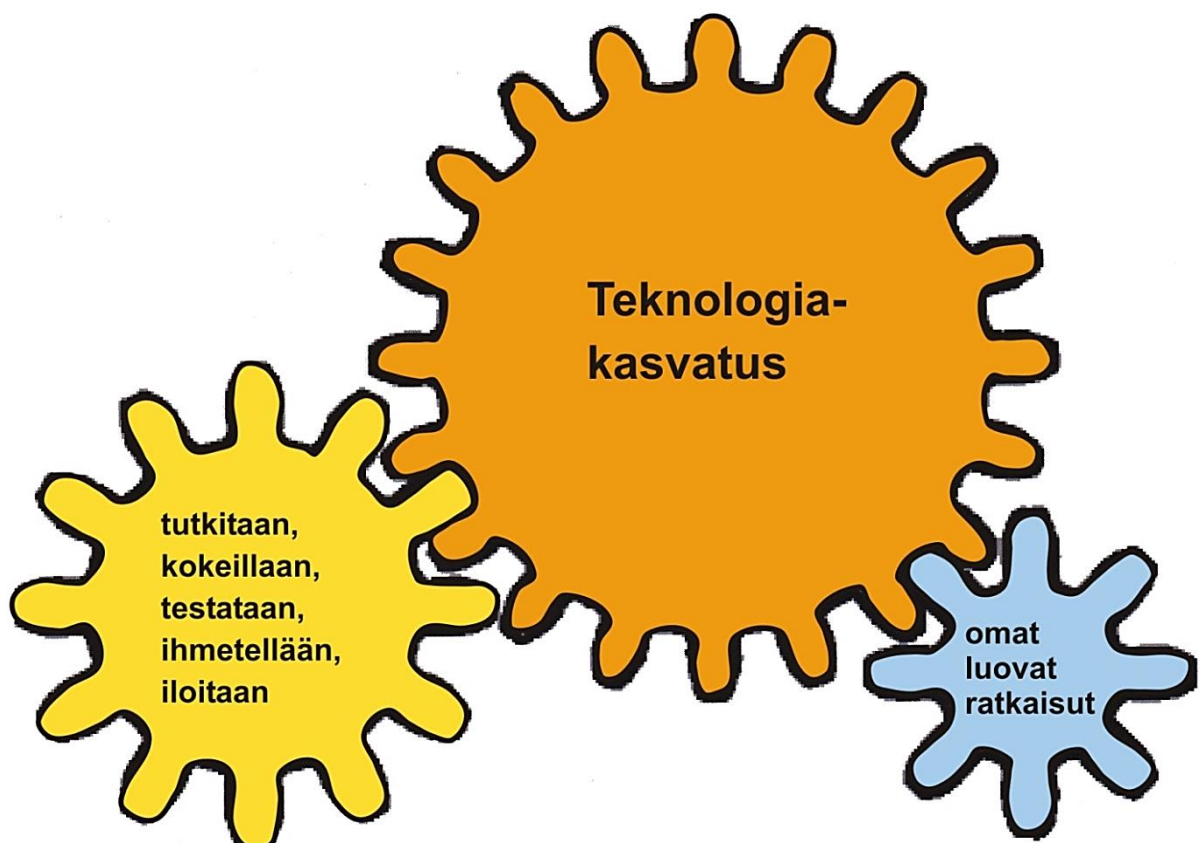 Teknologia-
kasvatus
tutkitaan,
kokeillaan,
testataan,
ihmetellään,
iloitaan
omat
luovat
ratkaisut